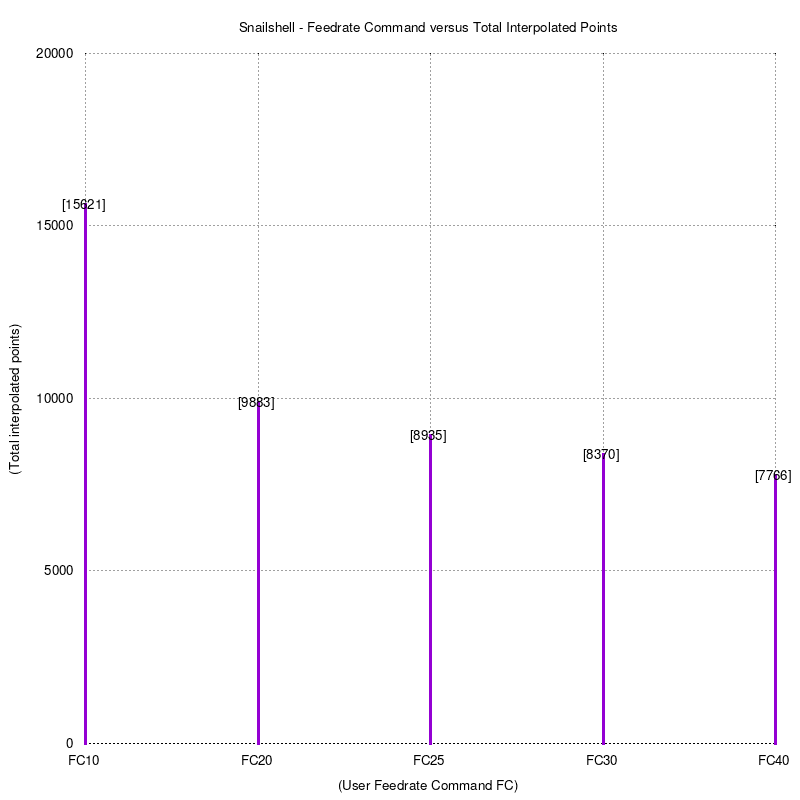 Snailshell - Feedrate Command versus Total Interpolated Points
20000
15000
10000
5000
0
(Total interpolated points)
[15621]
[9883]
[8935]
[8370]
[7766]
FC10 FC20 FC25 FC30 FC40
(User Feedrate Command FC)